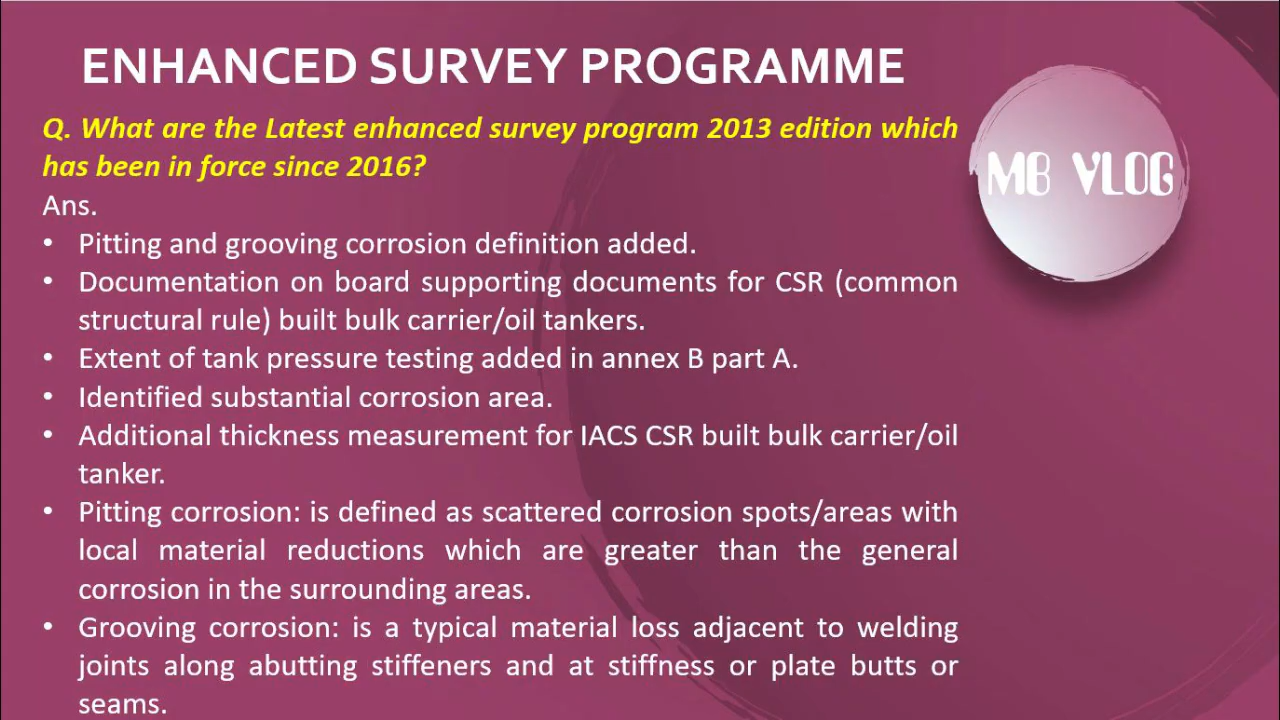 ENHANCED SURVEY PROGRAMME
Q. What are the Latest enhanced survey program 2013 edition which
has been in force since 2016?
MB VLOG
Ans.
• Pitting and grooving corrosion definition added.
• Documentation on board supporting documents for CSR (common
structural rule) built bulk carrier/oil tankers.
• Extent of tank pressure testing added in annex B part A.
• Identified substantial corrosion area.
• Additional thickness measurement for IACS CSR built bulk carrier/oil
tanker.
• Pitting corrosion: is defined as scattered corrosion spots/areas with
local material reductions which are greater than the general
corrosion in the surrounding areas.
• Grooving corrosion: is a typical material loss adjacent to welding
joints along abutting stiffeners and at stiffness or plate butts or
seams.